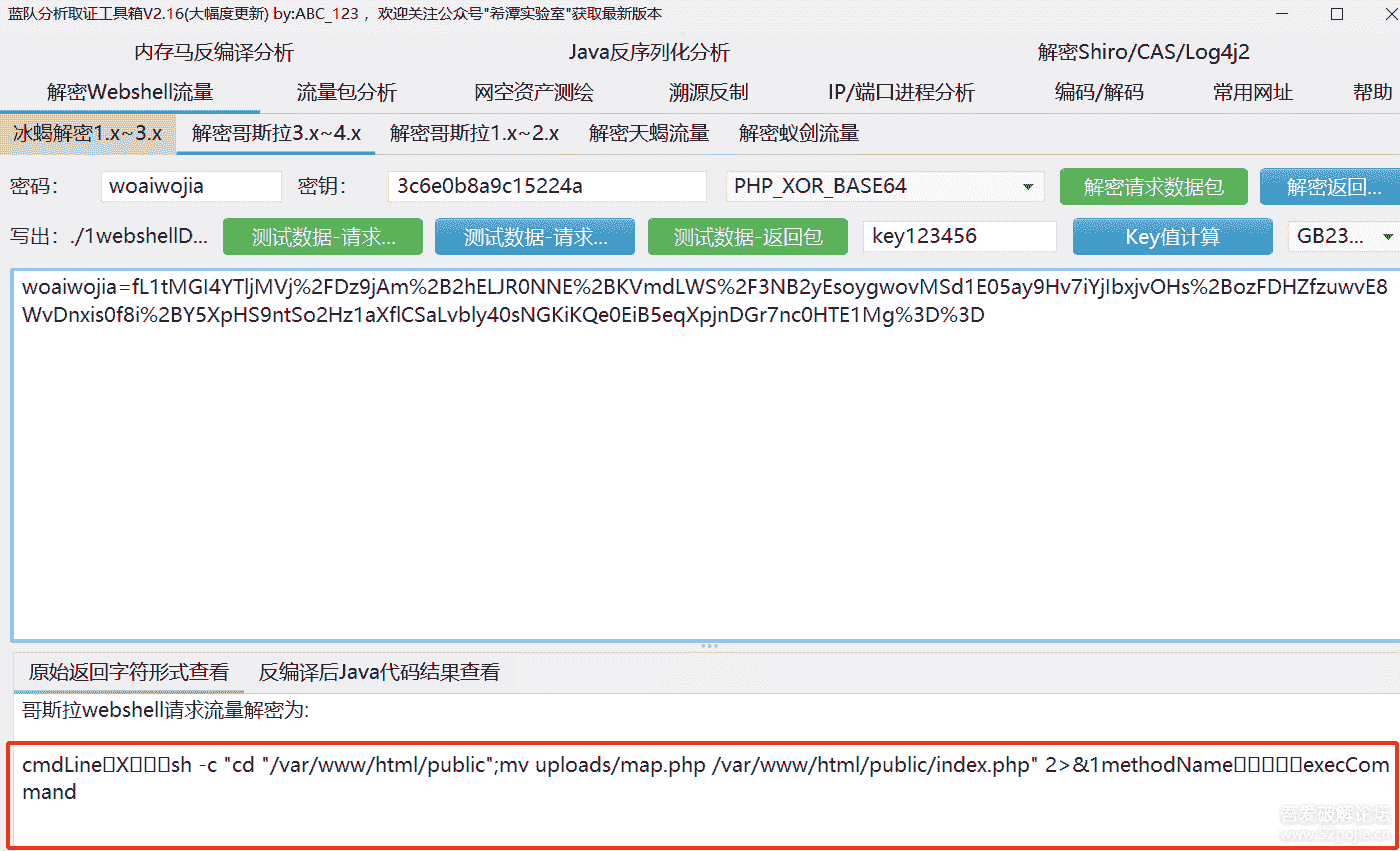 蓝队分析取证工具箱V2.16(大幅度更新) by:ABC_123 ，欢迎关注公众号"希潭实验室"获取最新版本
内存马反编译分析 Java反序列化分析 解密Shiro/CAS/Log4j2
解密Webshell流量 流量包分析 网空资产测绘 溯源反制 IP/端口进程分析 编码/解码 常用网址 帮助
冰蝎解密1.x~3.x 解密哥斯拉3.x~4.x 解密哥斯拉1.x~2.x 解密天蝎流量 解密蚁剑流量
密码： woaiwojia 密钥： 3c6e0b8a9c15224a PHP_XOR_BASE64 解密请求数据包 解密返回...
写出：./1webshellD... 测试数据-请求... 测试数据-请求... 测试数据-返回包 key123456 Key值计算 GB23...
woaiwojia=fL1tMGI4YTljMVj%2FDz9jAm%2B2hELJR0NNE%2BKVmdLWS%2F3NB2yEsoygwovMSd1E05ay9Hv7iYjIbxjvOHs%2BozFDHZfzuwvE8
WvDnxis0f8i%2BY5XpHS9ntSo2Hz1aXflCSaLvbly40sNGKiKQe0EiB5eqXpjnDGr7nc0HTE1Mg%3D%3D
原始返回字符形式查看 反编译后Java代码结果查看
哥斯拉webshell请求流量解密为:
cmdLine▯X▯▯▯sh -c "cd "/var/www/html/public";mv uploads/map.php /var/www/html/public/index.php" 2>&1methodName▯▯▯▯▯execCom
mand
吾爱破解论坛
www.52pojie.cn